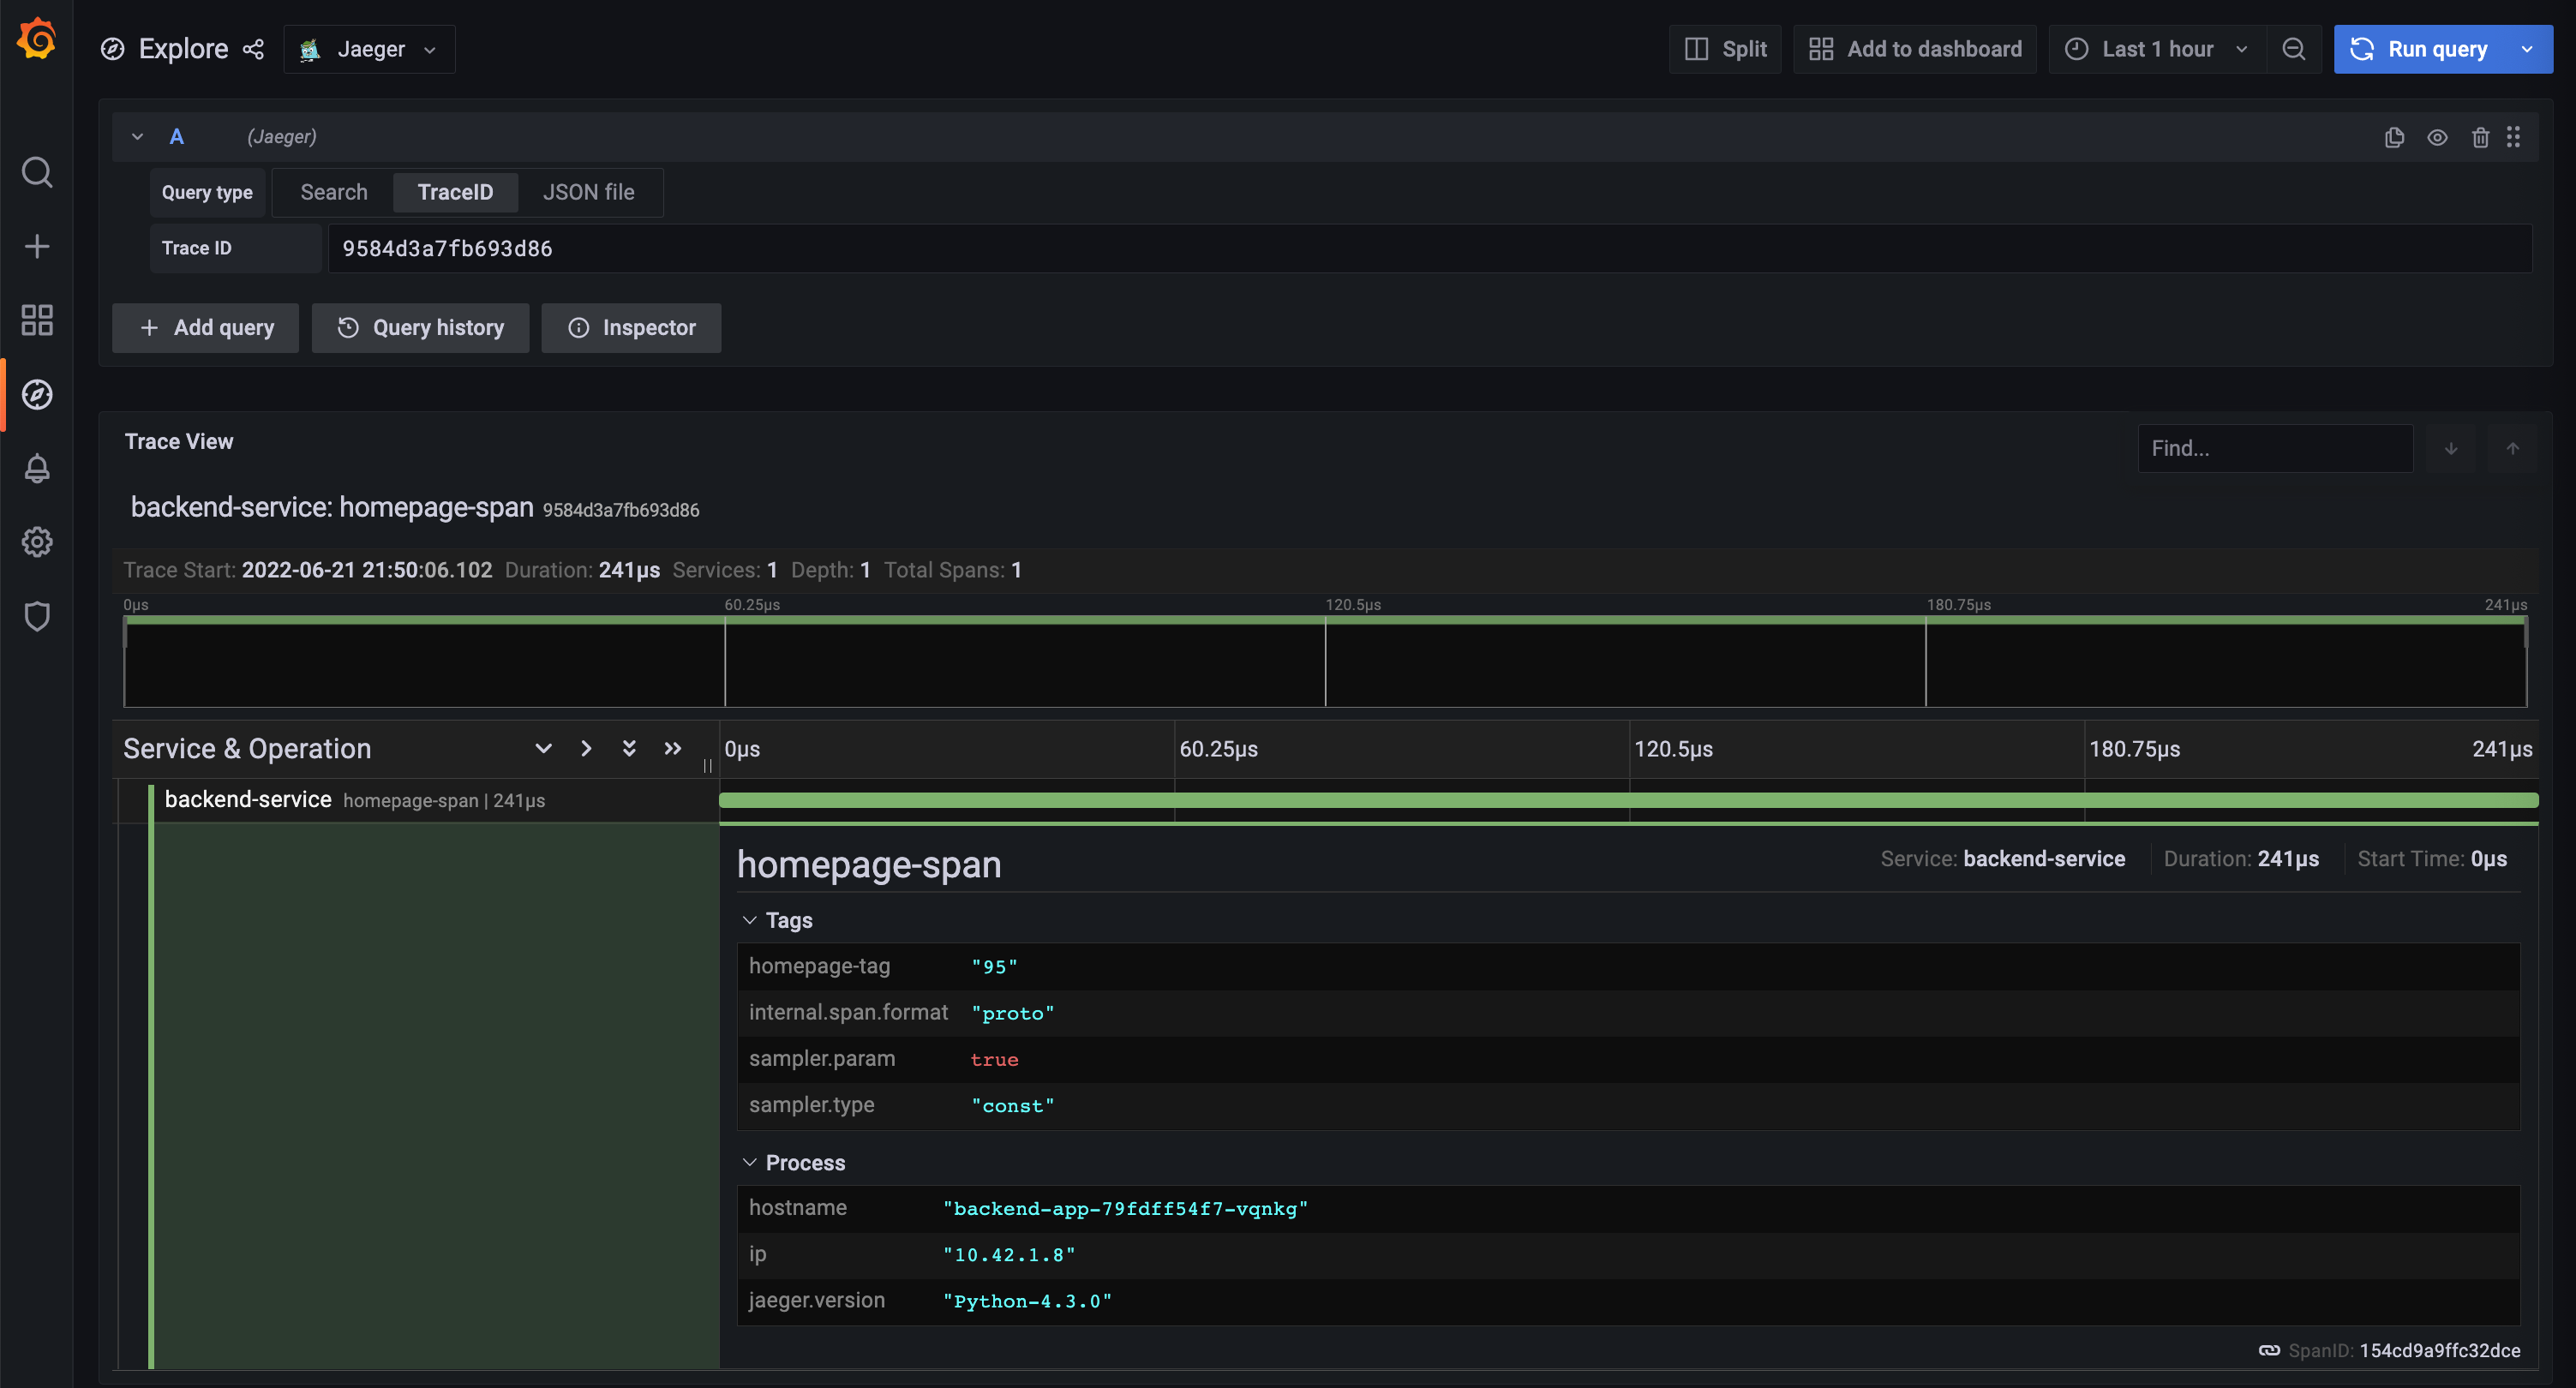 Explore Jaeger Split Add to dashboard Last 1 hour Run query
A (Jaeger)
Query type Search TraceID JSON file
Trace ID 9584d3a7fb693d86
Add query Query history Inspector
Trace View Find...
backend-service: homepage-span 9584d3a7fb693d86
Trace Start: 2022-06-21 21:50:06.102 Duration: 241μs Services: 1 Depth: 1 Total Spans: 1
0μs 60.25μs 120.5μs 180.75μs 241μs
Service & Operation 0μs 60.25μs 120.5μs 180.75μs 241μs
backend-service homepage-span | 241μs
homepage-span Service: backend-service Duration: 241μs Start Time: 0μs
Tags
homepage-tag "95"
internal.span.format "proto"
sampler.param true
sampler.type "const"
Process
hostname "backend-app-79fdff54f7-vqnkg"
ip "10.42.1.8"
jaeger.version "Python-4.3.0"
SpanID: 154cd9a9ffc32dce